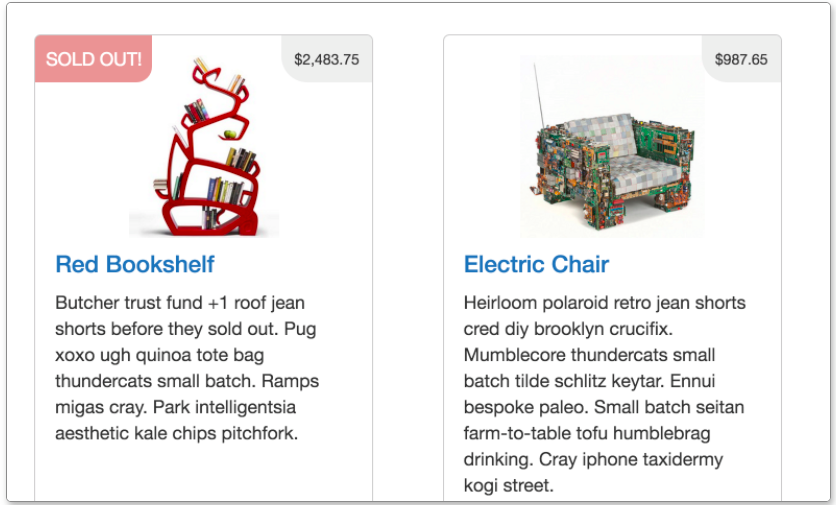 SOLD OUT!
$2,483.75
Red Bookshelf
Butcher trust fund +1 roof jean
shorts before they sold out. Pug
xoxo ugh quinoa tote bag
thundercats small batch. Ramps
migas cray. Park intelligentsia
aesthetic kale chips pitchfork.
$987.65
Electric Chair
Heirloom polaroid retro jean shorts
cred diy brooklyn crucifix.
Mumblecore thundercats small
batch tilde schlitz keytar. Ennui
bespoke paleo. Small batch seitan
farm-to-table tofu humblebrag
drinking. Cray iphone taxidermy
kogi street.